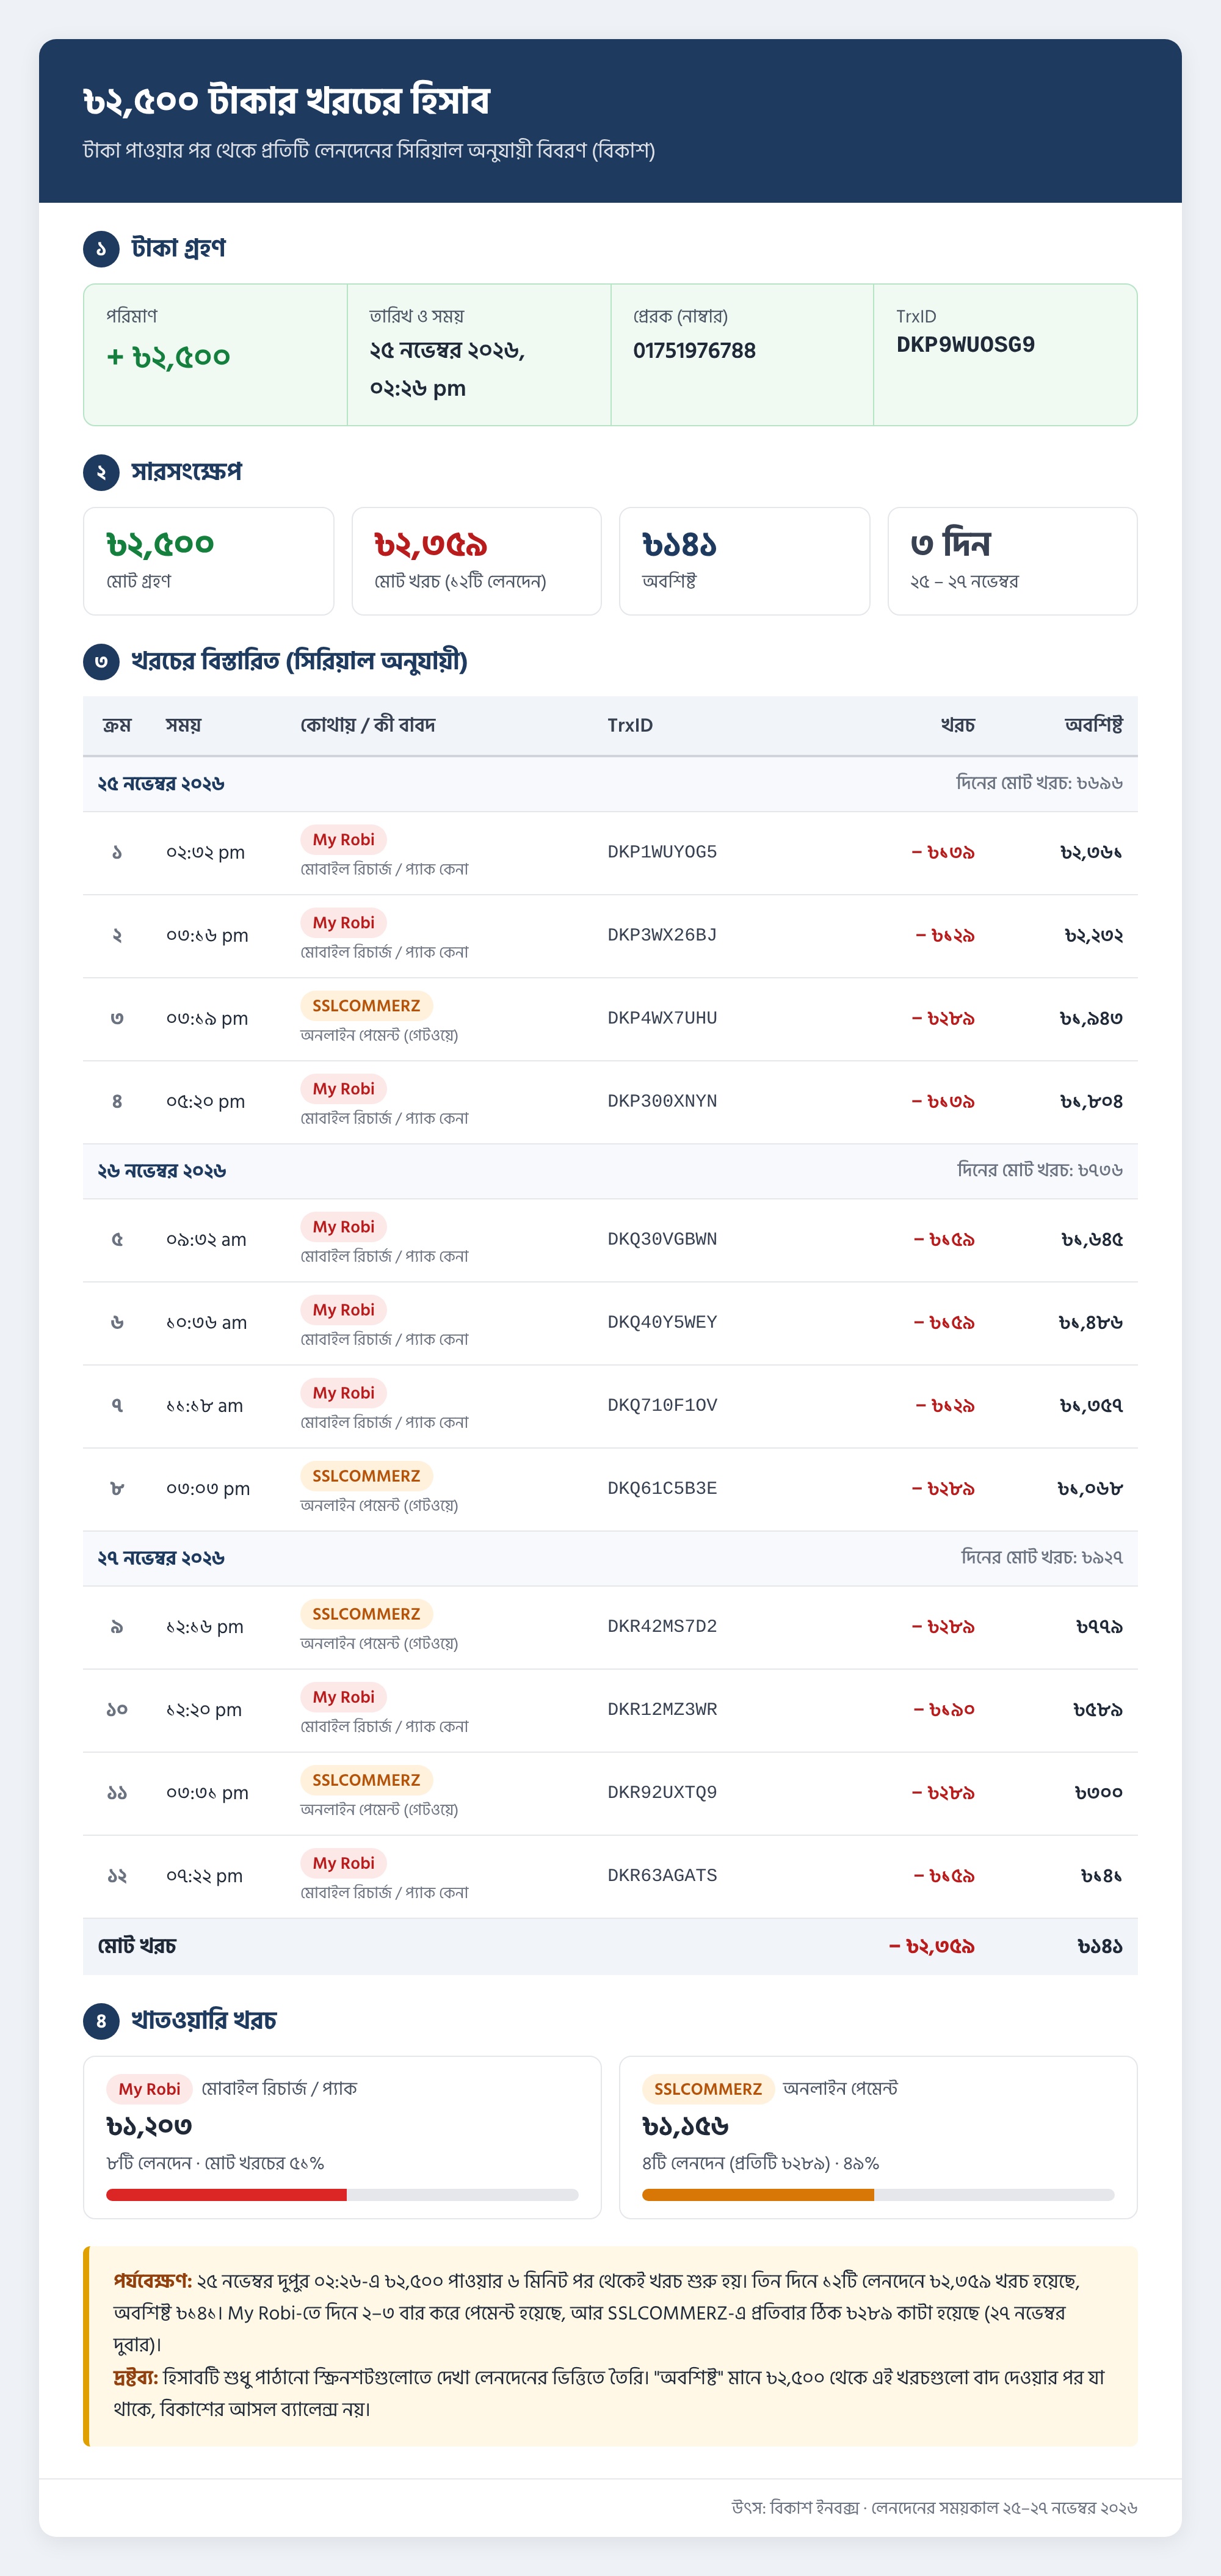 ৳২,৫০০ টাকার খরচের হিসাব
টাকা পাওয়ার পর থেকে প্রতিটি লেনদেনের সিরিয়াল অনুযায়ী বিবরণ (বিকাশ)
১ টাকা গ্রহণ
পরিমাণ
+ ৳২,৫০০
তারিখ ও সময়
২৫ নভেম্বর ২০২৬,
০২:২৬ pm
প্রেরক (নাম্বার)
01751976788
TrxID
DKP9WUOSG9
২ সারসংক্ষেপ
৳২,৫০০
মোট গ্রহণ
৳২,৩৫৯
মোট খরচ (১২টি লেনদেন)
৳১৪১
অবশিষ্ট
৩ দিন
২৫ – ২৭ নভেম্বর
৩ খরচের বিস্তারিত (সিরিয়াল অনুযায়ী)
ক্রম সময় কোথায় / কী বাবদ TrxID খরচ অবশিষ্ট
২৫ নভেম্বর ২০২৬ দিনের মোট খরচ: ৳৬৯৬
১ ০২:৩২ pm My Robi DKP1WUYOG5 − ৳১৩৯ ৳২,৩৬১
মোবাইল রিচার্জ / প্যাক কেনা
২ ০৩:১৬ pm My Robi DKP3WX26BJ − ৳১২৯ ৳২,২৩২
মোবাইল রিচার্জ / প্যাক কেনা
৩ ০৩:১৯ pm SSLCOMMERZ DKP4WX7UHU − ৳২৮৯ ৳১,৯৪৩
অনলাইন পেমেন্ট (গেটওয়ে)
৪ ০৫:২০ pm My Robi DKP300XNYN − ৳১৩৯ ৳১,৮০৪
মোবাইল রিচার্জ / প্যাক কেনা
২৬ নভেম্বর ২০২৬ দিনের মোট খরচ: ৳৭৩৬
৫ ০৯:৩২ am My Robi DKQ30VGBWN − ৳১৫৯ ৳১,৬৪৫
মোবাইল রিচার্জ / প্যাক কেনা
৬ ১০:৩৬ am My Robi DKQ40Y5WEY − ৳১৫৯ ৳১,৪৮৬
মোবাইল রিচার্জ / প্যাক কেনা
৭ ১১:১৮ am My Robi DKQ710F1OV − ৳১২৯ ৳১,৩৫৭
মোবাইল রিচার্জ / প্যাক কেনা
৮ ০৩:০৩ pm SSLCOMMERZ DKQ61C5B3E − ৳২৮৯ ৳১,০৬৮
অনলাইন পেমেন্ট (গেটওয়ে)
২৭ নভেম্বর ২০২৬ দিনের মোট খরচ: ৳৯২৭
৯ ১২:১৬ pm SSLCOMMERZ DKR42MS7D2 − ৳২৮৯ ৳৭৭৯
অনলাইন পেমেন্ট (গেটওয়ে)
১০ ১২:২০ pm My Robi DKR12MZ3WR − ৳১৯০ ৳৫৮৯
মোবাইল রিচার্জ / প্যাক কেনা
১১ ০৩:৩১ pm SSLCOMMERZ DKR92UXTQ9 − ৳২৮৯ ৳৩০০
অনলাইন পেমেন্ট (গেটওয়ে)
১২ ০৭:২২ pm My Robi DKR63AGATS − ৳১৫৯ ৳১৪১
মোবাইল রিচার্জ / প্যাক কেনা
মোট খরচ − ৳২,৩৫৯ ৳১৪১
৪ খাতওয়ারি খরচ
My Robi মোবাইল রিচার্জ / প্যাক
৳১,২০৩
৮টি লেনদেন · মোট খরচের ৫১%
SSLCOMMERZ অনলাইন পেমেন্ট
৳১,১৫৬
৪টি লেনদেন (প্রতিটি ৳২৮৯) · ৪৯%
পর্যবেক্ষণ: ২৫ নভেম্বর দুপুর ০২:২৬-এ ৳২,৫০০ পাওয়ার ৬ মিনিট পর থেকেই খরচ শুরু হয়। তিন দিনে ১২টি লেনদেনে ৳২,৩৫৯ খরচ হয়েছে,
অবশিষ্ট ৳১৪১। My Robi-তে দিনে ২–৩ বার করে পেমেন্ট হয়েছে, আর SSLCOMMERZ-এ প্রতিবার ঠিক ৳২৮৯ কাটা হয়েছে (২৭ নভেম্বর
দুবার)।
দ্রষ্টব্য: হিসাবটি শুধু পাঠানো স্ক্রিনশটগুলোতে দেখা লেনদেনের ভিত্তিতে তৈরি। "অবশিষ্ট" মানে ৳২,৫০০ থেকে এই খরচগুলো বাদ দেওয়ার পর যা
থাকে, বিকাশের আসল ব্যালেন্স নয়।
উৎস: বিকাশ ইনবক্স · লেনদেনের সময়কাল ২৫–২৭ নভেম্বর ২০২৬